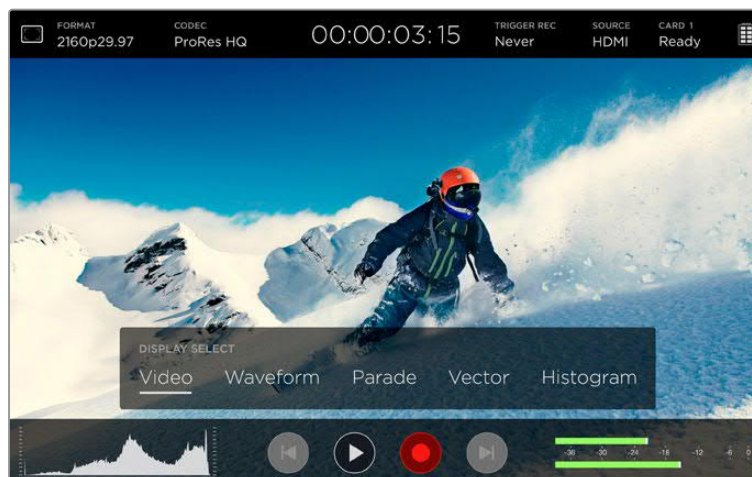 FORMAT CODEC TRIGGER REC SOURCE CARD 1
2160p29.97 ProRes HQ 00:00:03:15 Never HDMI Ready
DISPLAY SELECT
Video Waveform Parade Vector Histogram
-36 -30 -24 -18 -12 -6 0